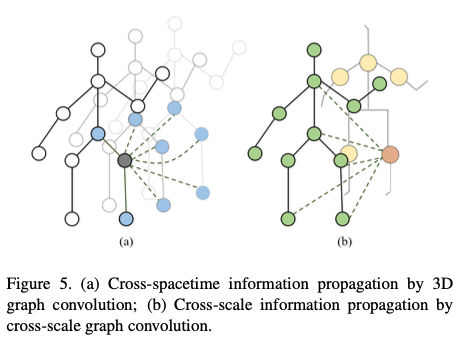 (a)
(b)
Figure 5. (a) Cross-spacetime information propagation by 3D
graph convolution; (b) Cross-scale information propagation by
cross-scale graph convolution.